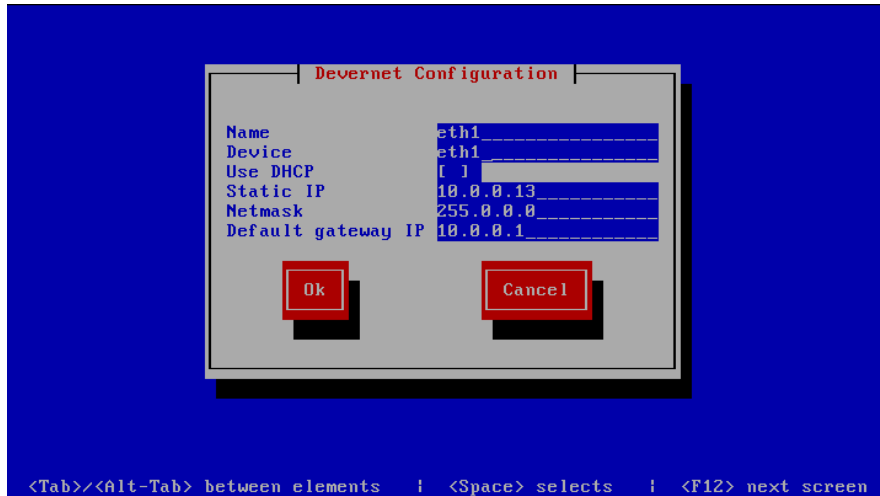 Devernet Configuration
Name eth1
Device eth1
Use DHCP [ ]
Static IP 10.0.0.13
Netmask 255.0.0.0
Default gateway IP 10.0.0.1
Ok Cancel
<Tab>/<Alt-Tab> between elements | <Space> selects | <F12> next screen